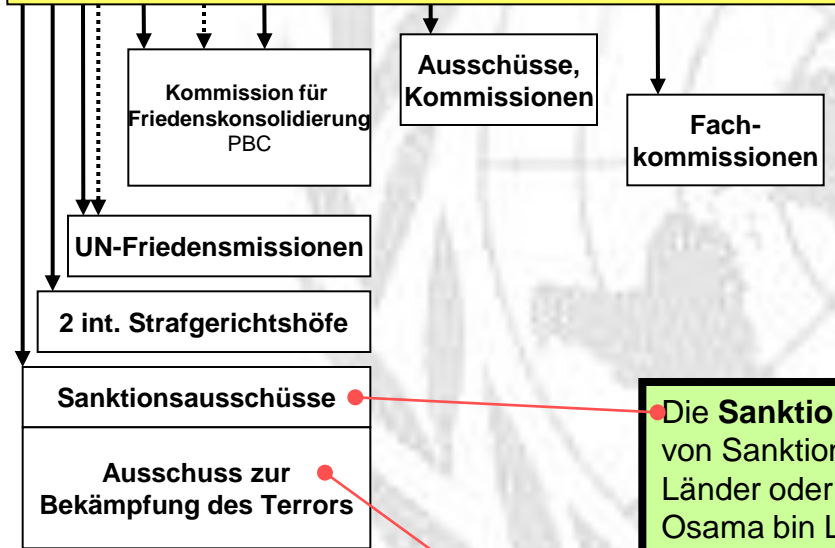 Kommission für
Friedenskonsolidierung
PBC
Ausschüsse,
Kommissionen
Fach-
kommissionen
UN-Friedensmissionen
2 int. Strafgerichtshöfe
Sanktionsausschüsse
Ausschuss zur
Bekämpfung des Terrors
Die Sanktio
von Sanktion
Länder oder
Osama bin L